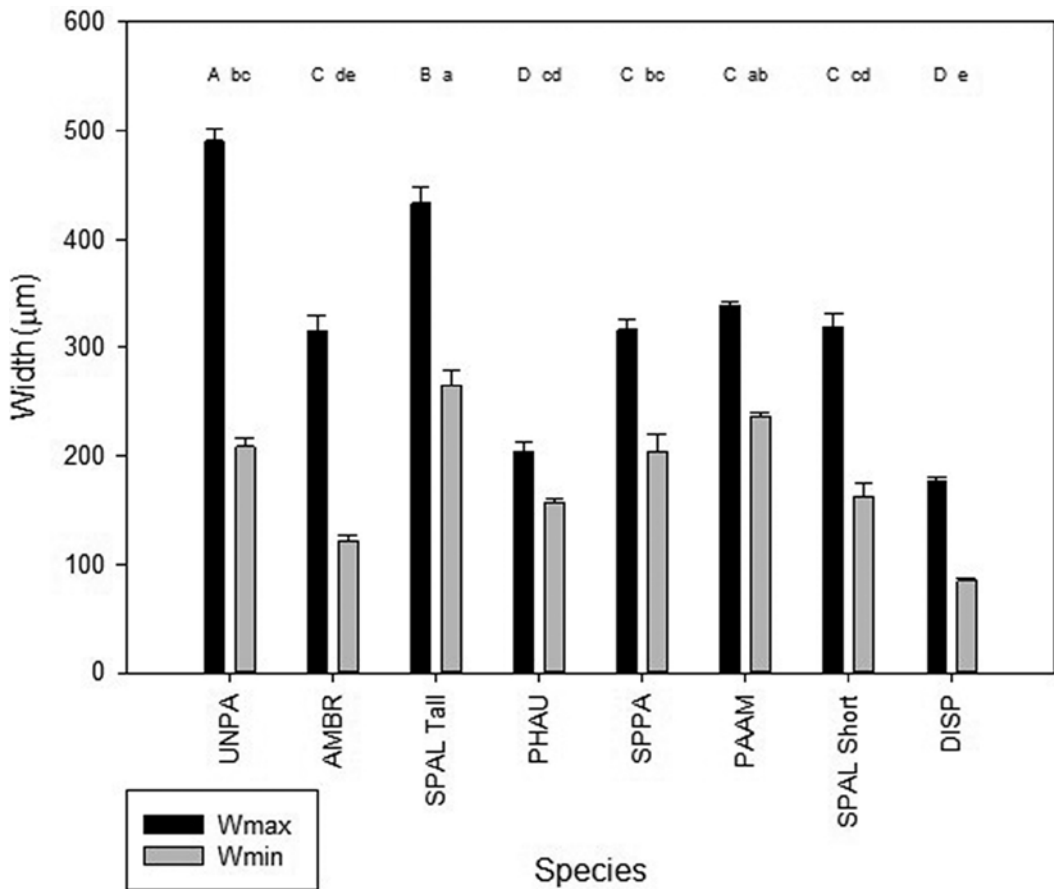 600
500
400
300
200
100
0
Width (μm)
A bc C de B a D cd C bc C ab C cd D e
UNPA
AMBR
SPAL Tall
PHAU
SPPA
PAAM
SPAL Short
DISP
Wmax
Wmin
Species